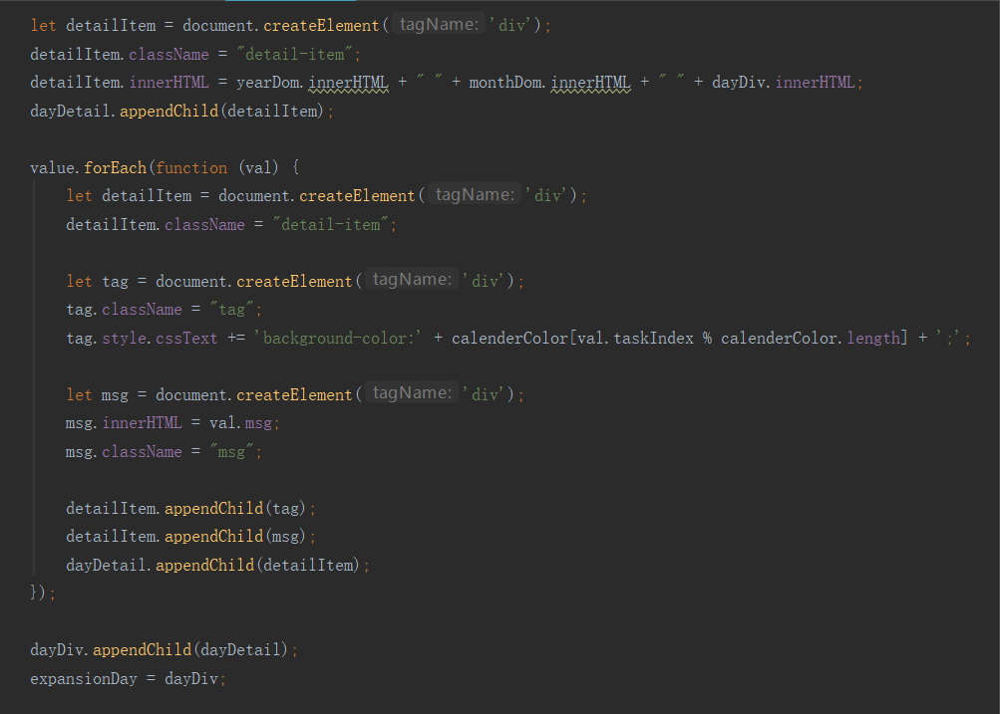 let detailItem = document.createElement( tagName: 'div');
detailItem.className = "detail-item";
detailItem.innerHTML = yearDom.innerHTML + " " + monthDom.innerHTML + " " + dayDiv.innerHTML;
dayDetail.appendChild(detailItem);
value.forEach(function (val) {
let detailItem = document.createElement( tagName: 'div');
detailItem.className = "detail-item";
let tag = document.createElement( tagName: 'div');
tag.className = "tag";
tag.style.cssText += 'background-color:' + calenderColor[val.taskIndex % calenderColor.length] + ';';
let msg = document.createElement( tagName: 'div');
msg.innerHTML = val.msg;
msg.className = "msg";
detailItem.appendChild(tag);
detailItem.appendChild(msg);
dayDetail.appendChild(detailItem);
});
dayDiv.appendChild(dayDetail);
expansionDay = dayDiv;